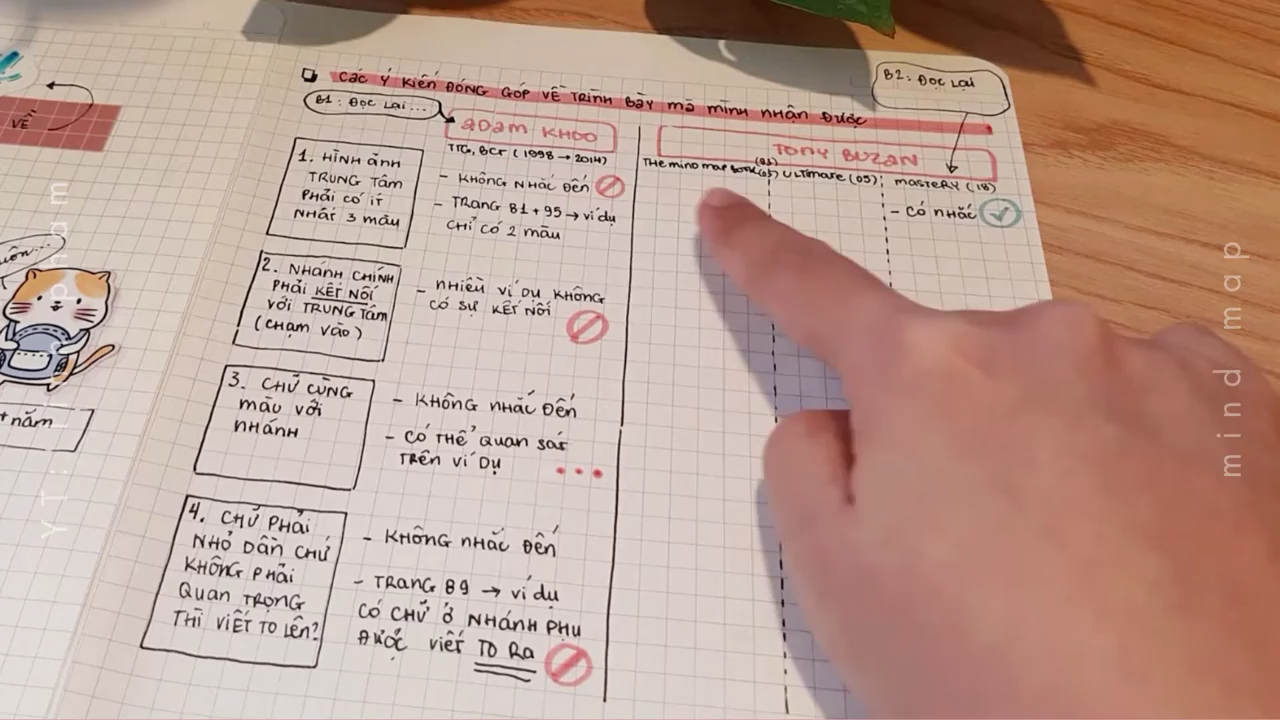 VỀ
CÁC Ý KIẾN ĐÓNG GÓP VỀ TRÌNH BÀY MÀ MÌNH NHẬN ĐƯỢC
B1: ĐỌC LẠI...
B2: ĐỌC LẠI
ADAM KHOO
TTG, BCT (1998 → 2014)
TONY BUZAN
THE MIND MAP BOOK
ULTIMATE (05)
MASTERY (18)
1. HÌNH ẢNH
TRUNG TÂM
PHẢI CÓ ÍT
NHẤT 3 MÀU
- KHÔNG NHẮC ĐẾN
- TRANG 81 + 95 → VÍ DỤ
CHỈ CÓ 2 MÀU
- CÓ NHẮC
2. NHÁNH CHÍNH
PHẢI KẾT NỐI
VỚI TRUNG TÂM
(CHẠM VÀO)
- NHIỀU VÍ DỤ KHÔNG
CÓ SỰ KẾT NỐI
3. CHỮ CÙNG
MÀU VỚI
NHÁNH
- KHÔNG NHẮC ĐẾN
- CÓ THỂ QUAN SÁT
TRÊN VÍ DỤ
...
4. CHỮ PHẢI
NHỎ DẦN CHỨ
KHÔNG PHẢI
QUAN TRỌNG
THÌ VIẾT TO LÊN?
- KHÔNG NHẮC ĐẾN
- TRANG 89 → VÍ DỤ
CÓ CHỮ Ở NHÁNH PHỤ
ĐƯỢC VIẾT TO RA
năm
mind map